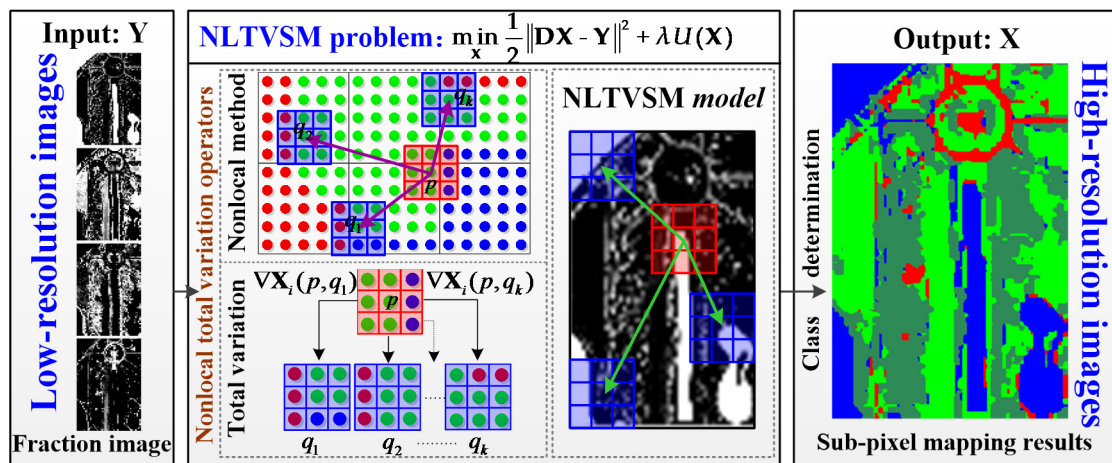 Input: Y
Low-resolution images
Fraction image
NLTVSM problem: min_X 1/2 ||DX - Y||² + λU(X)
Nonlocal total variation operators
Nonlocal method
q_k
q_2
p
q_1
Total variation
∇X_i(p,q_1)
p
∇X_i(p,q_k)
......
q_1
q_2
.........
q_k
NLTVSM model
Class determination
Output: X
High-resolution images
Sub-pixel mapping results